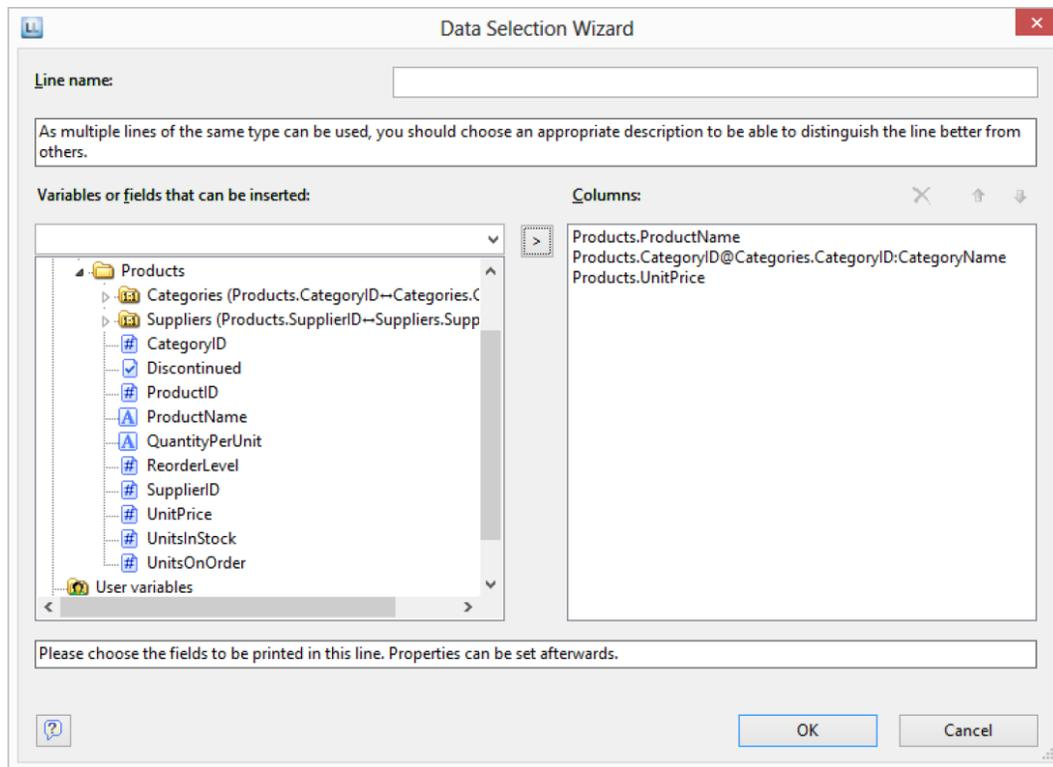 LL
Data Selection Wizard
Line name:
As multiple lines of the same type can be used, you should choose an appropriate description to be able to distinguish the line better from
others.
Variables or fields that can be inserted:
Columns:
>
Products
Categories (Products.CategoryID↔Categories.C
Suppliers (Products.SupplierID↔Suppliers.Supp
# CategoryID
Discontinued
# ProductID
A ProductName
A QuantityPerUnit
# ReorderLevel
# SupplierID
# UnitPrice
# UnitsInStock
# UnitsOnOrder
User variables
Products.ProductName
Products.CategoryID@Categories.CategoryID:CategoryName
Products.UnitPrice
Please choose the fields to be printed in this line. Properties can be set afterwards.
?
OK
Cancel